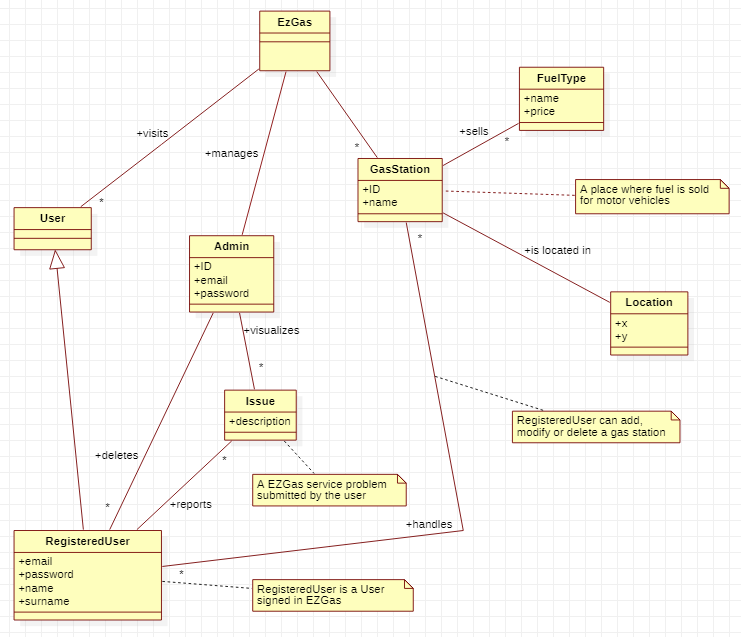 EzGas
FuelType
+name
+price
+visits
+sells
*
*
+manages
*
GasStation
+ID
+name
A place where fuel is sold
for motor vehicles
*
User
*
Admin
+ID
+email
+password
+is located in
Location
+x
+y
+visualizes
*
Issue
+description
RegisteredUser can add,
modify or delete a gas station
+deletes
*
A EZGas service problem
submitted by the user
*
+reports
+handles
RegisteredUser
+email
+password
+name
+surname
*
RegisteredUser is a User
signed in EZGas